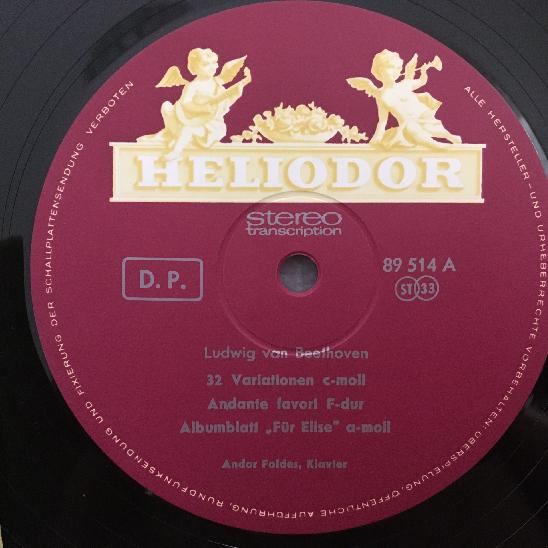 HELIODOR
stereo
transcription
D. P.
89 514 A
ST 33
Ludwig van Beethoven
32 Variationen c-moll
Andante favori F-dur
Albumblatt „Für Elise” a-moll
Andor Foldes, Klavier
ALLE HERSTELLER- UND URHEBERRECHTE VORBEHALTEN: ÜBERSPIELUNG, ÖFFENTLICHE AUFFÜHRUNG, RUNDFUNKSENDUNG UND FIXIERUNG DER SCHALLPLATTENSENDUNG VERBOTEN